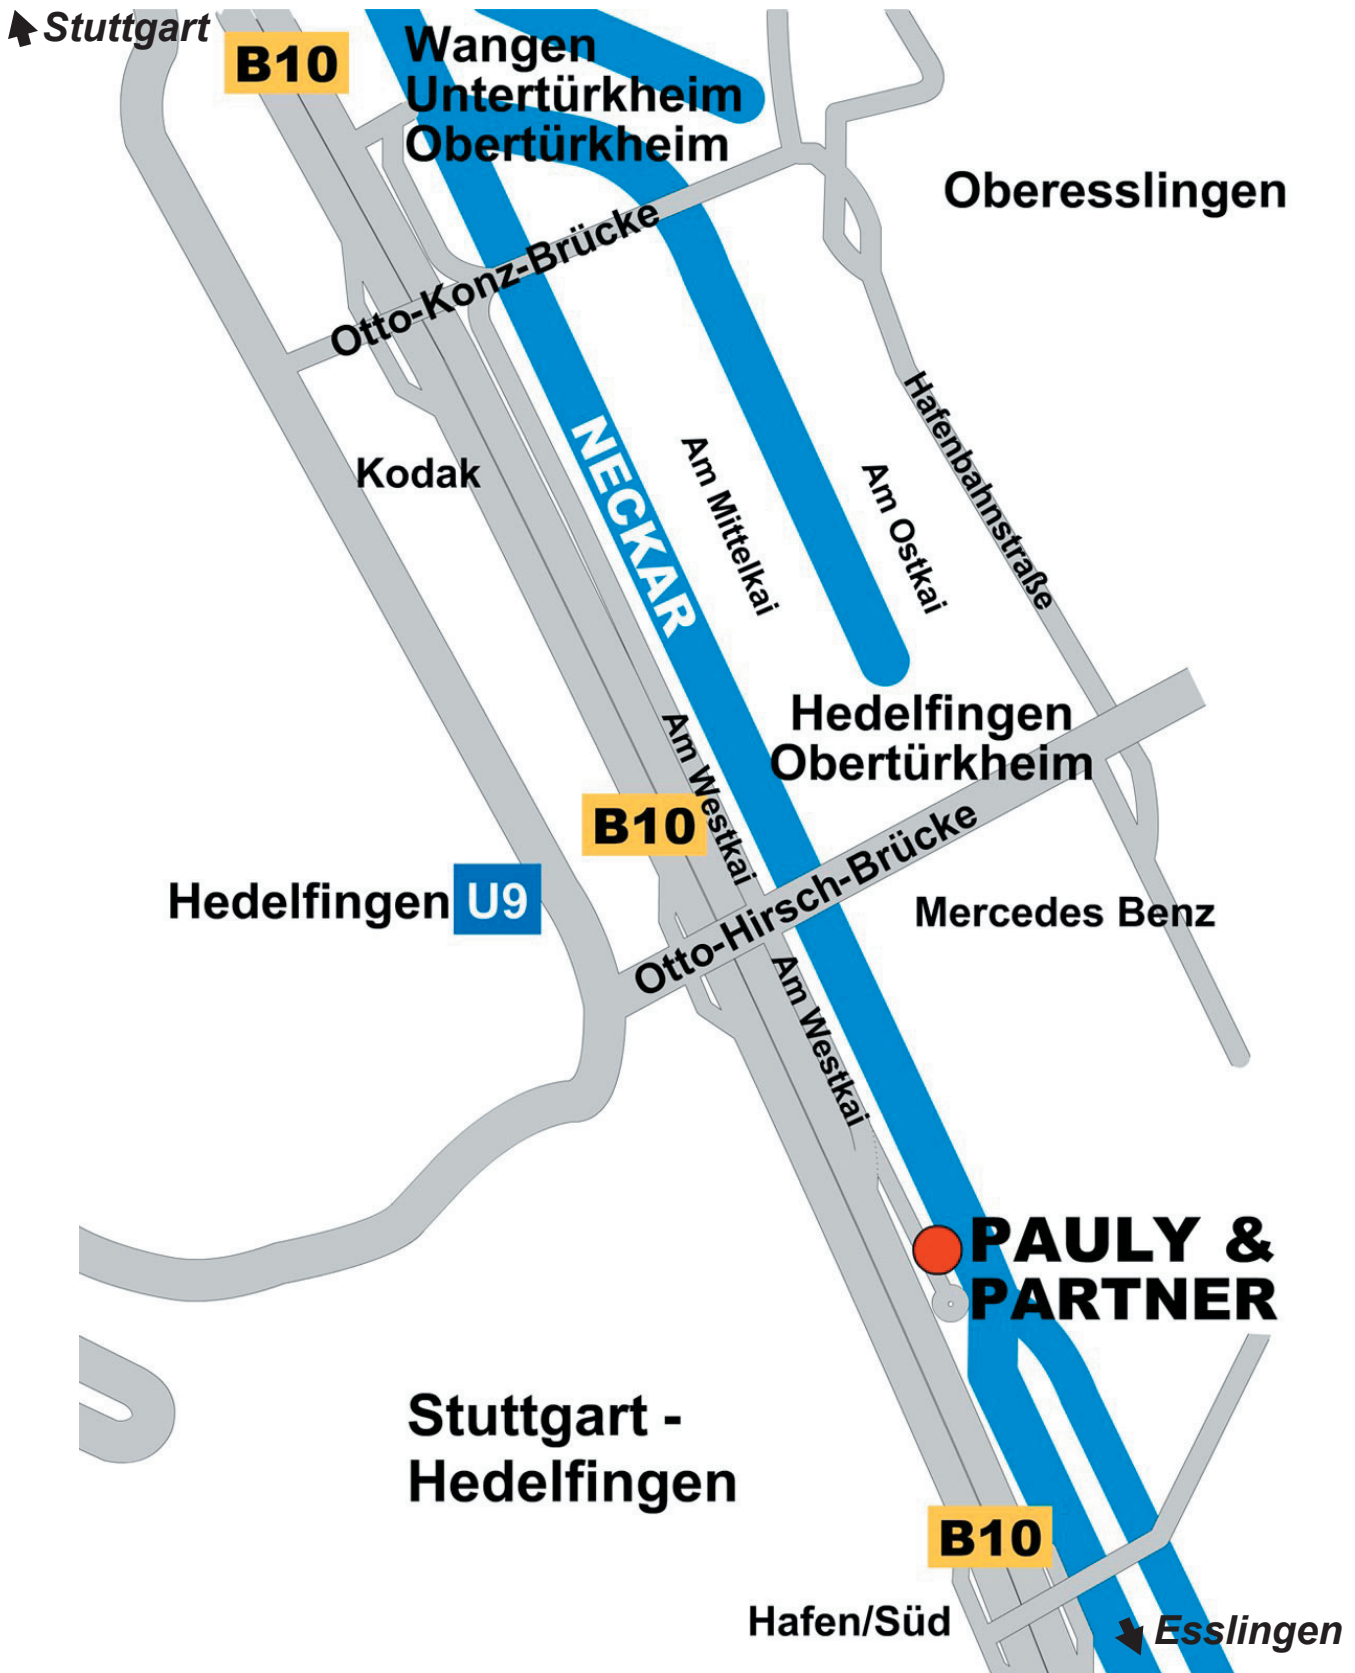 Stuttgart
B10
Wangen
Untertürkheim
Obertürkheim
Oberesslingen
Otto-Konz-Brücke
Kodak
NECKAR
Am Mittelkai
Am Ostkai
Hafenbahnstraße
Hedelfingen
Obertürkheim
Am Westkai
B10
Otto-Hirsch-Brücke
Hedelfingen U9
Mercedes Benz
Am Westkai
PAULY &
PARTNER
Stuttgart -
Hedelfingen
B10
Hafen/Süd
Esslingen